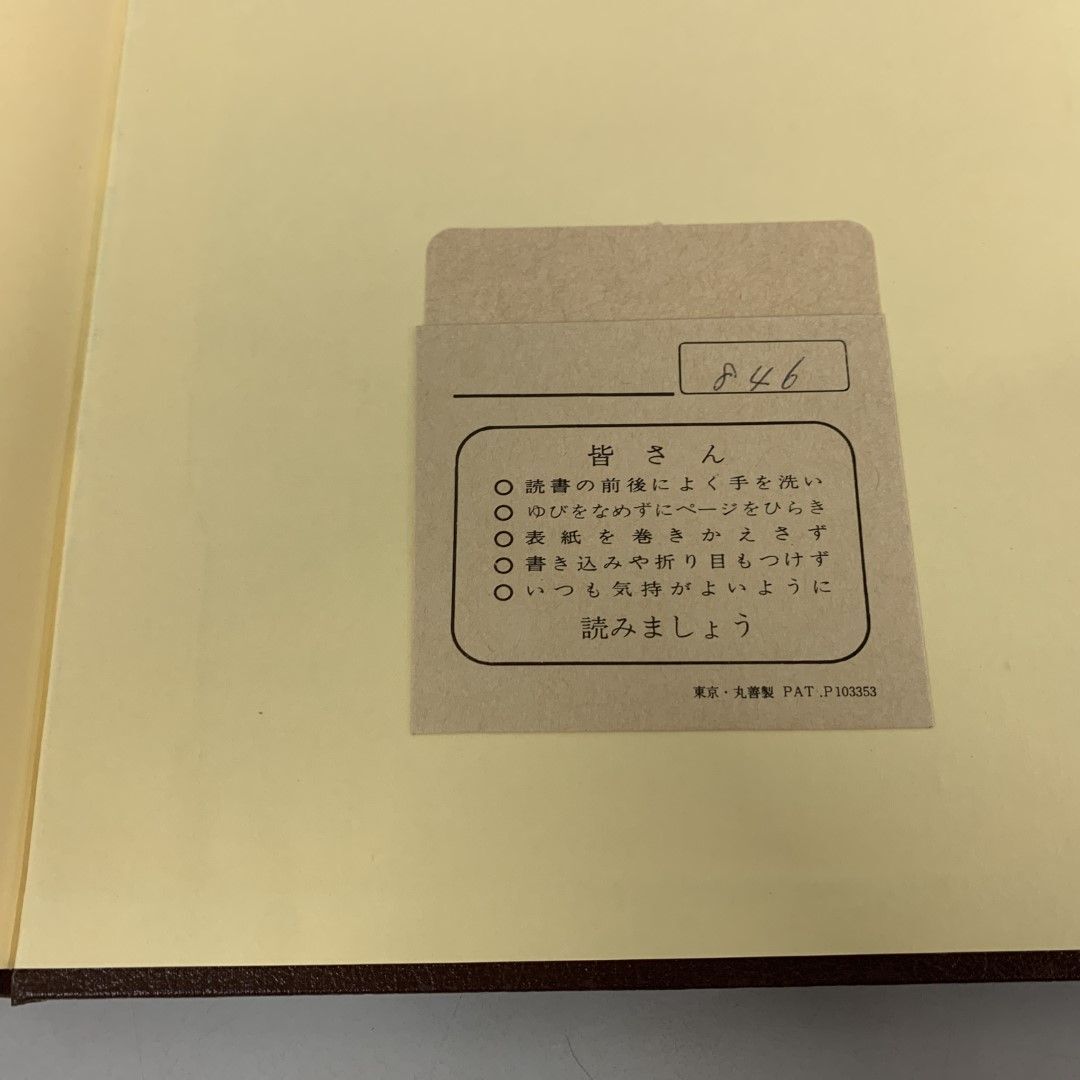 846
皆さん
○ 読書の前後によく手を洗い
○ ゆびをなめずにページをひらき
○ 表紙を巻きかえさず
○ 書き込みや折り目もつけず
○ いつも気持がよいように
読みましょう
東京・丸善製 PAT.P103353